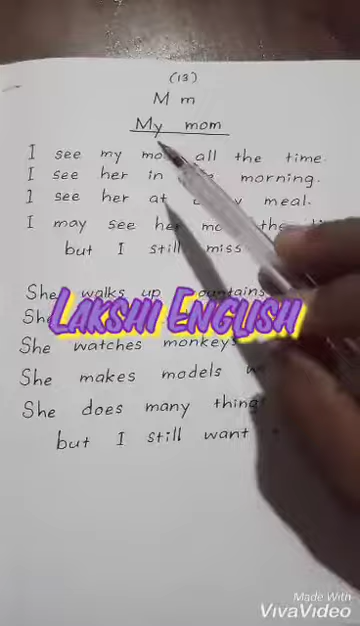 (13)
M m
My mom
I see my mo all the time.
I see her in morning.
I see her at meal.
I may see her mo the
but I still miss
She walks up ountains
She
LAKSHI ENGLISH
She watches monkeys
She makes models
She does many things
but I still want
Made With
VivaVideo